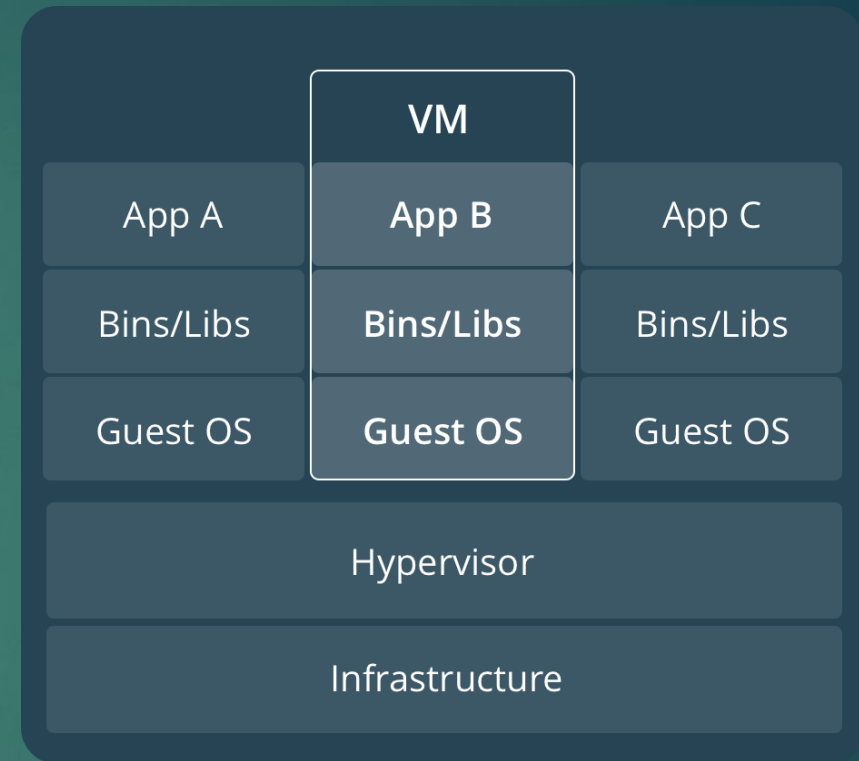 VM
App A
App B
App C
Bins/Libs
Bins/Libs
Bins/Libs
Guest OS
Guest OS
Guest OS
Hypervisor
Infrastructure